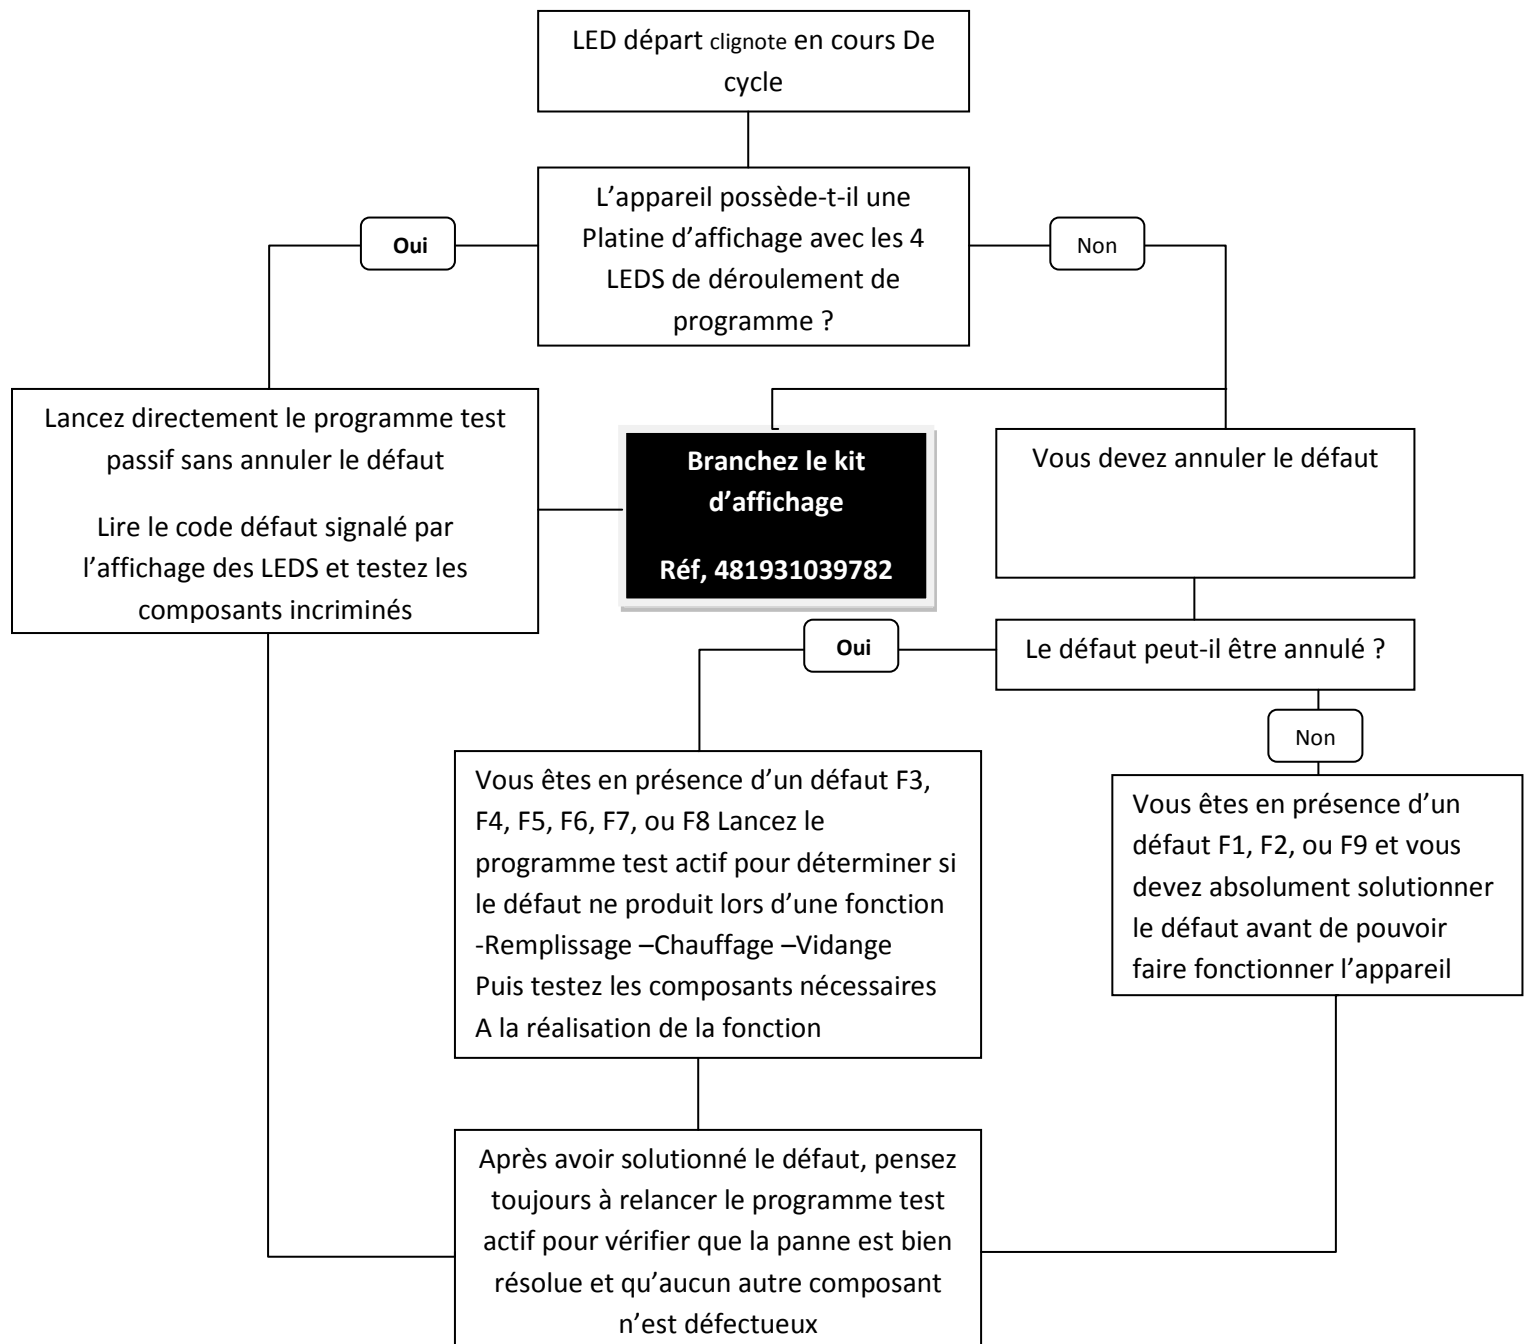 LED départ clignote en cours De
cycle
L’appareil possède-t-il une
Platine d’affichage avec les 4
LEDS de déroulement de
programme ?
Oui
Non
Lancez directement le programme test
passif sans annuler le défaut
Lire le code défaut signalé par
l’affichage des LEDS et testez les
composants incriminés
Branchez le kit
d’affichage
Réf, 481931039782
Vous devez annuler le défaut
Oui
Le défaut peut-il être annulé ?
Non
Vous êtes en présence d’un défaut F3,
F4, F5, F6, F7, ou F8 Lancez le
programme test actif pour déterminer si
le défaut ne produit lors d’une fonction
-Remplissage –Chauffage –Vidange
Puis testez les composants nécessaires
A la réalisation de la fonction
Vous êtes en présence d’un
défaut F1, F2, ou F9 et vous
devez absolument solutionner
le défaut avant de pouvoir
faire fonctionner l’appareil
Après avoir solutionné le défaut, pensez
toujours à relancer le programme test
actif pour vérifier que la panne est bien
résolue et qu’aucun autre composant
n’est défectueux